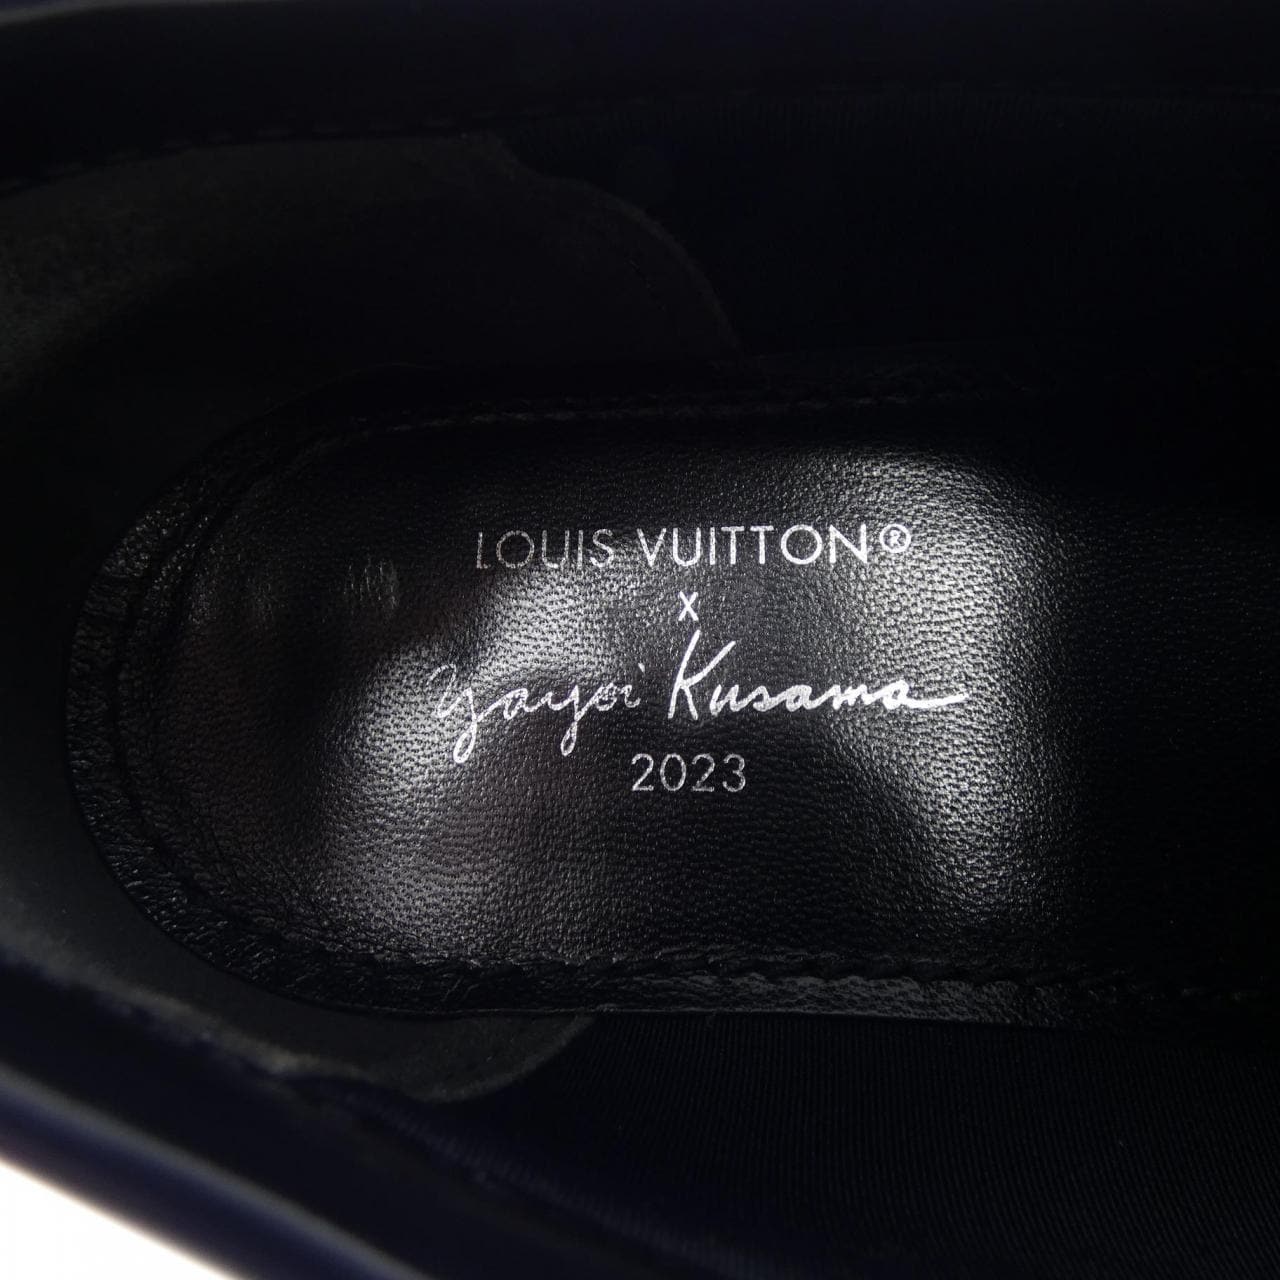 LOUIS VUITTON®
x
Yayoi Kusama
2023